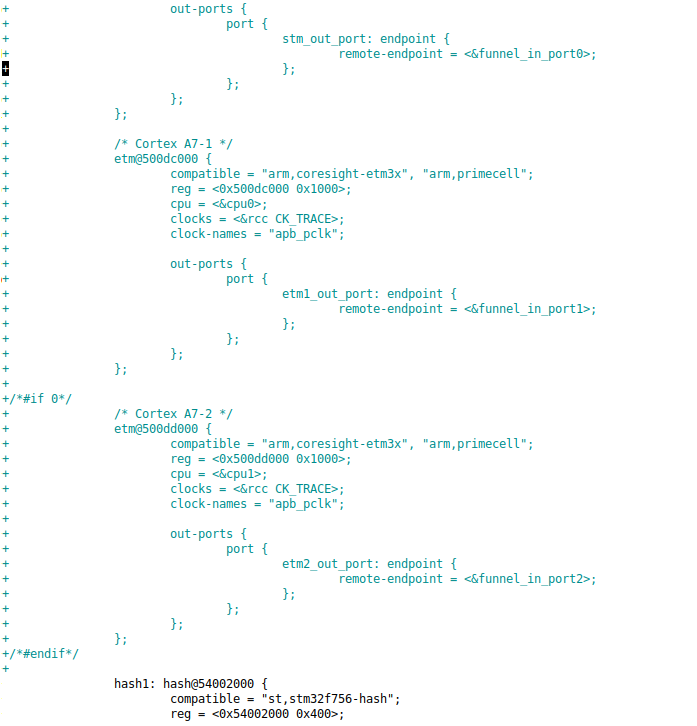 +                       out-ports {
+                               port {
+                                       stm_out_port: endpoint {
+                                               remote-endpoint = <&funnel_in_port0>;
+                                       };
+                               };
+                       };
+               };
+
+               /* Cortex A7-1 */
+               etm@500dc000 {
+                       compatible = "arm,coresight-etm3x", "arm,primecell";
+                       reg = <0x500dc000 0x1000>;
+                       cpu = <&cpu0>;
+                       clocks = <&rcc CK_TRACE>;
+                       clock-names = "apb_pclk";
+
+                       out-ports {
+                               port {
+                                       etm1_out_port: endpoint {
+                                               remote-endpoint = <&funnel_in_port1>;
+                                       };
+                               };
+                       };
+               };
+
+/*#if 0*/
+               /* Cortex A7-2 */
+               etm@500dd000 {
+                       compatible = "arm,coresight-etm3x", "arm,primecell";
+                       reg = <0x500dd000 0x1000>;
+                       cpu = <&cpu1>;
+                       clocks = <&rcc CK_TRACE>;
+                       clock-names = "apb_pclk";
+
+                       out-ports {
+                               port {
+                                       etm2_out_port: endpoint {
+                                               remote-endpoint = <&funnel_in_port2>;
+                                       };
+                               };
+                       };
+               };
+/*#endif*/
+
                hash1: hash@54002000 {
                        compatible = "st,stm32f756-hash";
                        reg = <0x54002000 0x400>;